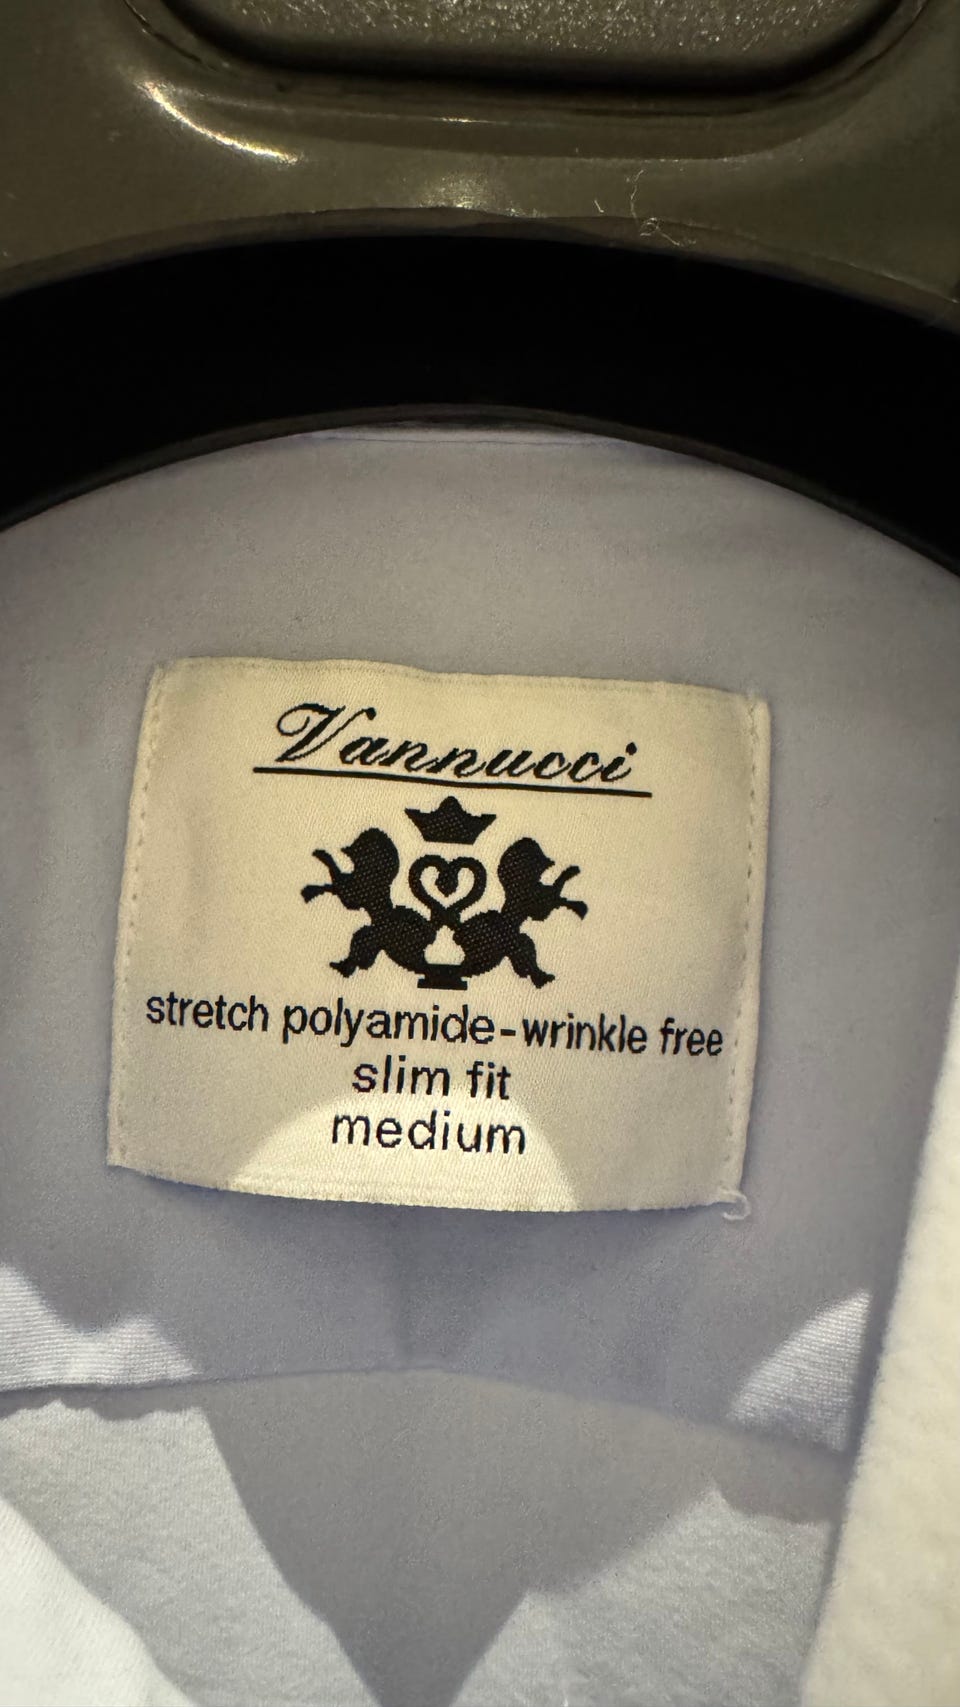 Vannucci
stretch polyamide-wrinkle free
slim fit
medium